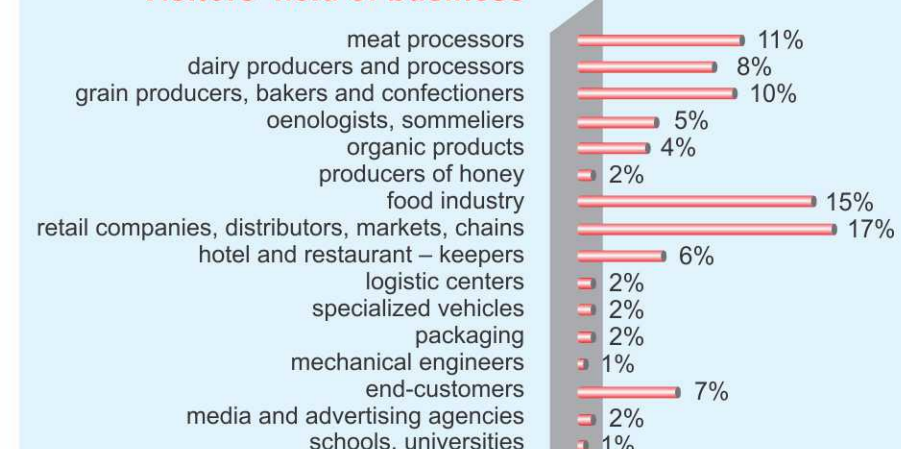 meat processors 11%
dairy producers and processors 8%
grain producers, bakers and confectioners 10%
oenologists, sommeliers 5%
organic products 4%
producers of honey 2%
food industry 15%
retail companies, distributors, markets, chains 17%
hotel and restaurant – keepers 6%
logistic centers 2%
specialized vehicles 2%
packaging 2%
mechanical engineers 1%
end-customers 7%
media and advertising agencies 2%
schools, universities 1%